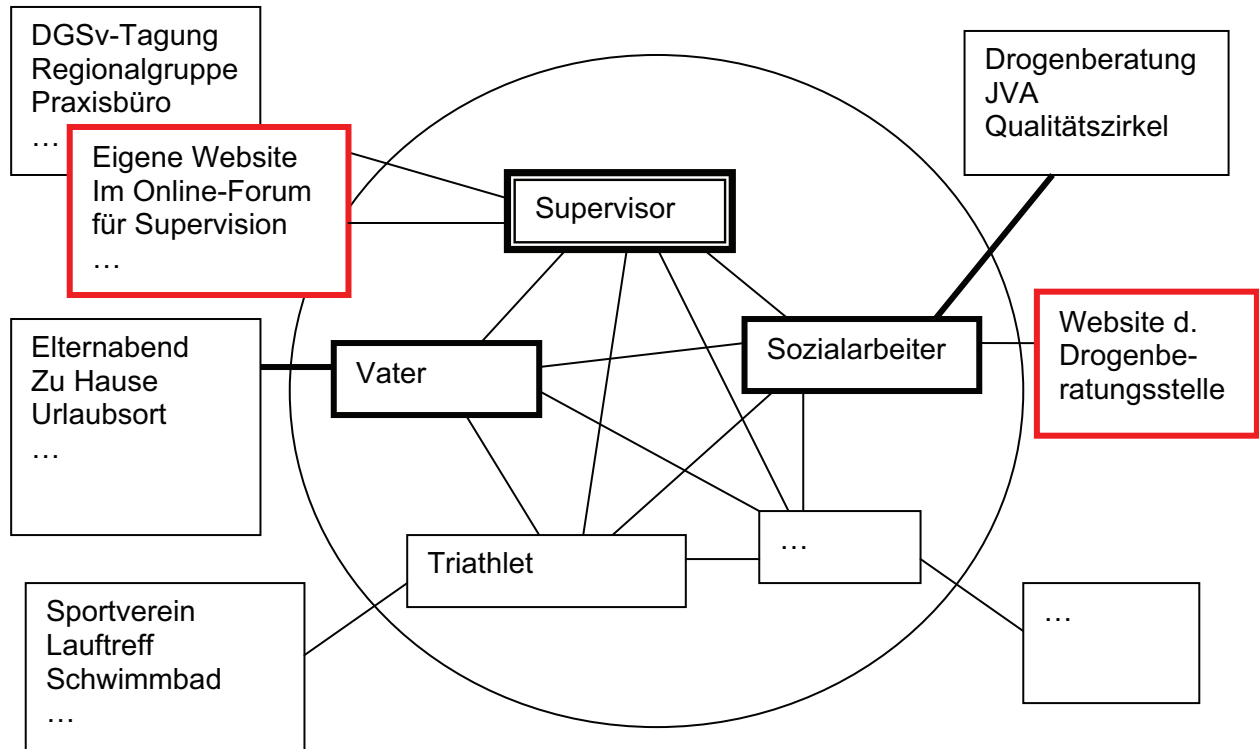 DGSv-Tagung
Regionalgruppe
Praxisbüro
…
Eigene Website
Im Online-Forum
für Supervision
…
Supervisor
Drogenberatung
JVA
Qualitätszirkel
Elternabend
Zu Hause
Urlaubsort
…
Vater
Sozialarbeiter
Website d.
Drogenbe-
ratungsstelle
Triathlet
…
Sportverein
Lauftreff
Schwimmbad
…
…